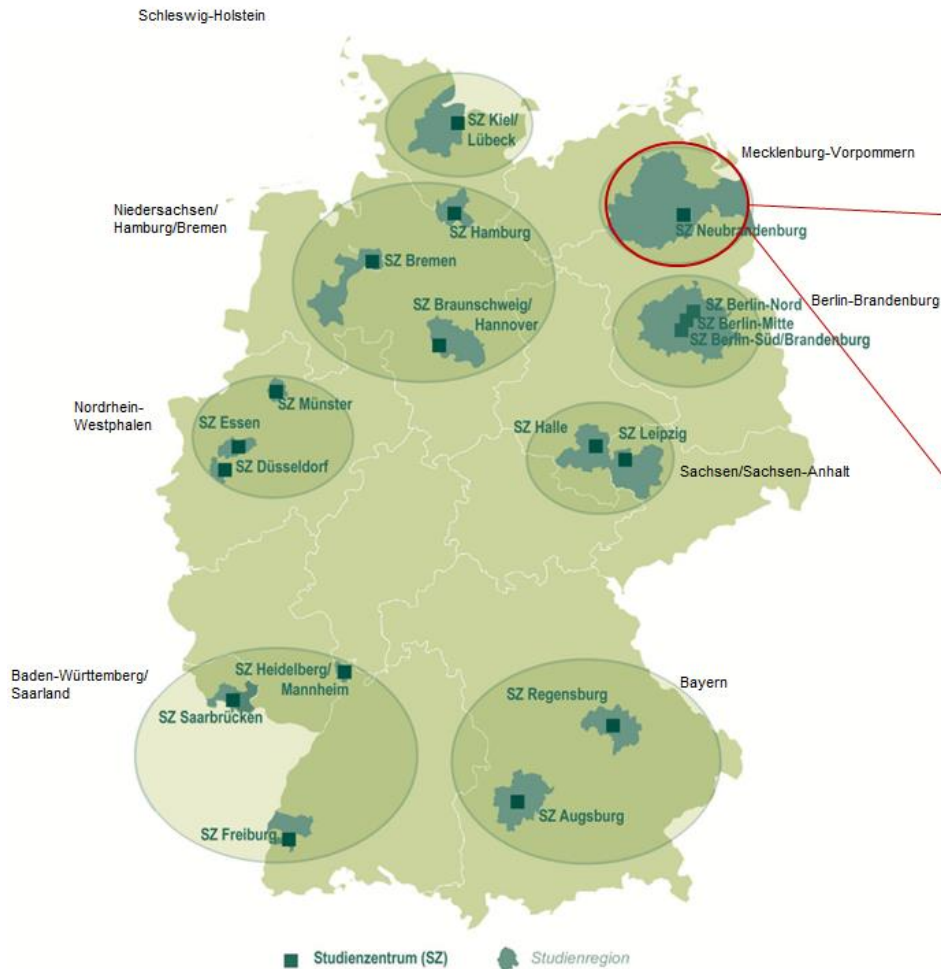 Schleswig-Holstein
SZ Kiel/
Lübeck
Mecklenburg-Vorpommern
Niedersachsen/
Hamburg/Bremen
SZ Hamburg
SZ Neubrandenburg
SZ Bremen
SZ Braunschweig/
Hannover
Berlin-Brandenburg
SZ Berlin-Nord
SZ Berlin-Mitte
SZ Berlin-Süd/Brandenburg
Nordrhein-
Westphalen
SZ Münster
SZ Essen
SZ Düsseldorf
SZ Halle
SZ Leipzig
Sachsen/Sachsen-Anhalt
Baden-Württemberg/
Saarland
SZ Heidelberg/
Mannheim
SZ Saarbrücken
SZ Freiburg
Bayern
SZ Regensburg
SZ Augsburg
Studienzentrum (SZ)
Studienregion